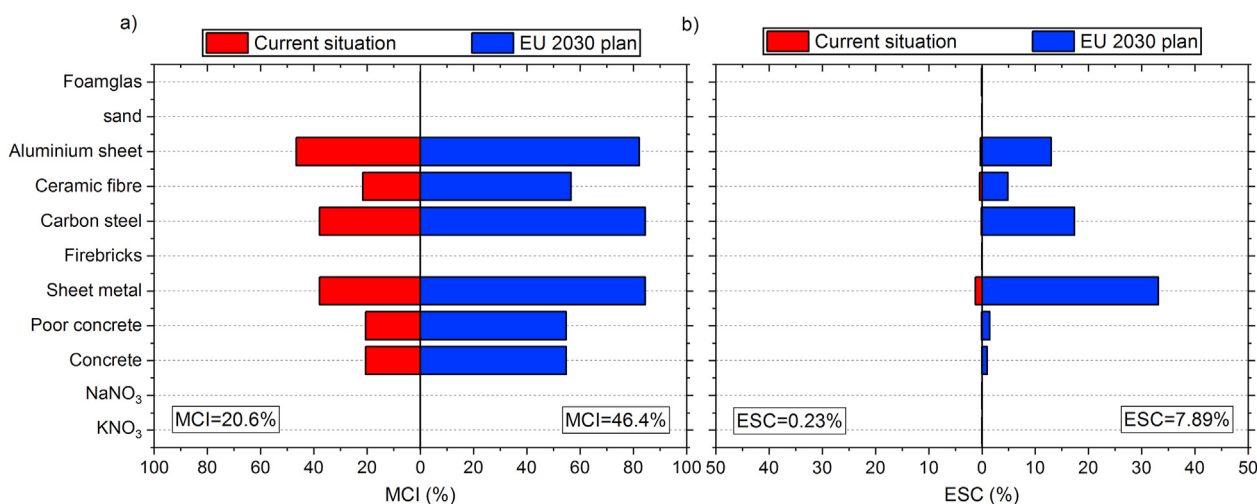 a)
Current situation EU 2030 plan
Foamglas
sand
Aluminium sheet
Ceramic fibre
Carbon steel
Firebricks
Sheet metal
Poor concrete
Concrete
NaNO₃
KNO₃
MCI=20.6% MCI=46.4%
100 80 60 40 20 0 20 40 60 80 100
MCI (%)
b)
Current situation EU 2030 plan
ESC=0.23% ESC=7.89%
50 40 30 20 10 0 10 20 30 40 50
ESC (%)